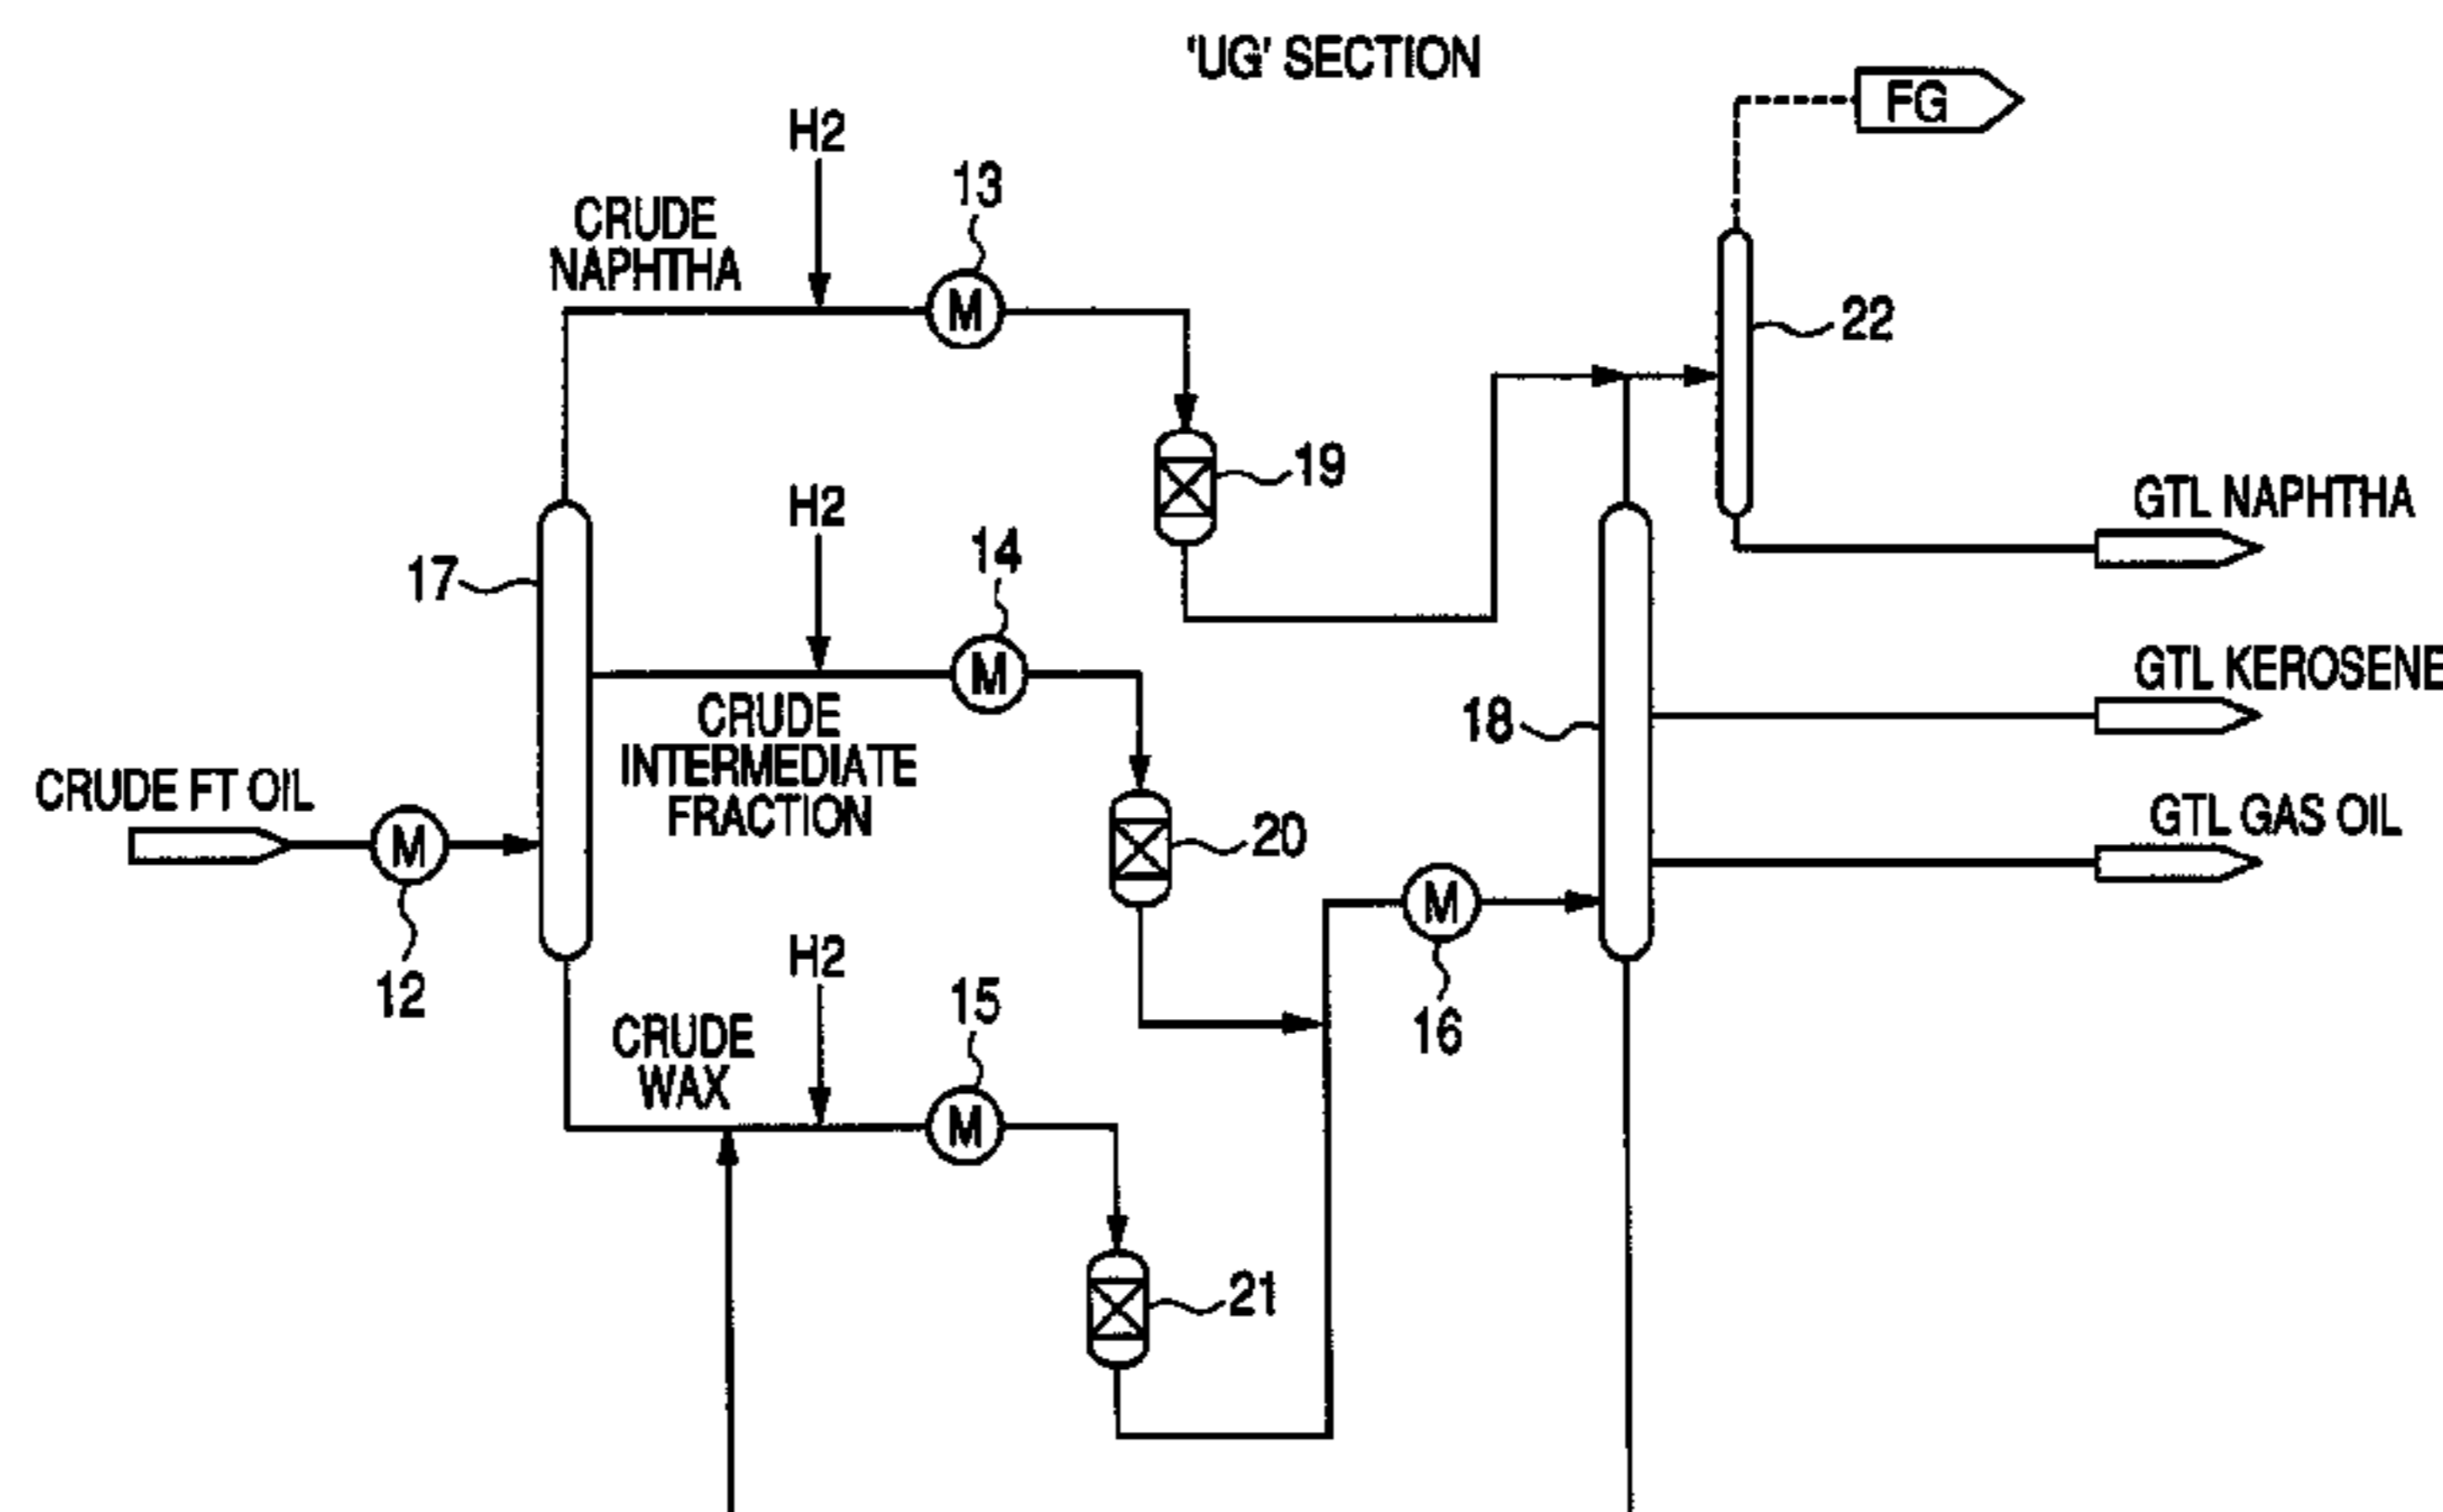 'UG' SECTION
FG
H2
13
CRUDE
NAPHTHA
M
22
19
H2
14
17
M
GTL NAPHTHA
CRUDE
INTERMEDIATE
FRACTION
GTL KEROSENE
18
CRUDE FT OIL
M
12
20
GTL GAS OIL
M
16
H2
15
CRUDE
WAX
M
21